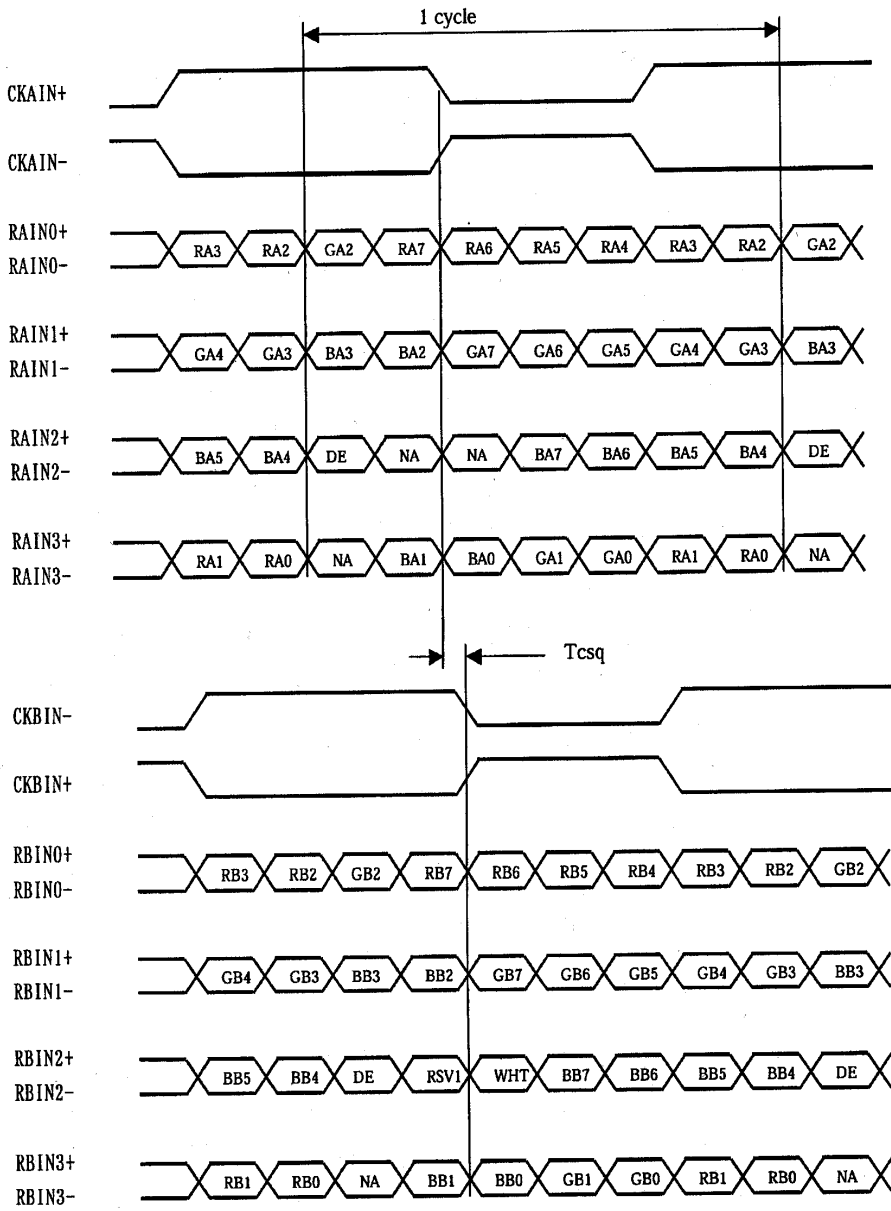 1 cycle
CKAIN+
CKAIN-
RAIN0+
RA3 RA2 GA2 RA7 RA6 RA5 RA4 RA3 RA2 GA2
RAIN0-
RAIN1+
GA4 GA3 BA3 BA2 GA7 GA6 GA5 GA4 GA3 BA3
RAIN1-
RAIN2+
BA5 BA4 DE NA NA BA7 BA6 BA5 BA4 DE
RAIN2-
RAIN3+
RA1 RA0 NA BA1 BA0 GA1 GA0 RA1 RA0 NA
RAIN3-
Tcsq
CKBIN-
CKBIN+
RBIN0+
RB3 RB2 GB2 RB7 RB6 RB5 RB4 RB3 RB2 GB2
RBIN0-
RBIN1+
GB4 GB3 BB3 BB2 GB7 GB6 GB5 GB4 GB3 BB3
RBIN1-
RBIN2+
BB5 BB4 DE RSV1 WHT BB7 BB6 BB5 BB4 DE
RBIN2-
RBIN3+
RB1 RB0 NA BB1 BB0 GB1 GB0 RB1 RB0 NA
RBIN3-